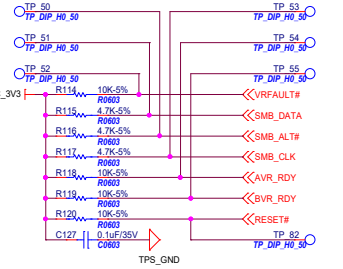 TP_50 TP_53
TP_DIP_H0_50 TP_DIP_H0_50
TP_51 TP_54
TP_DIP_H0_50 TP_DIP_H0_50
TP_52 TP_55
TP_DIP_H0_50 TP_DIP_H0_50
_3V3 R114 10K-5% VRFAULT#
R0603
R115 4.7K-5% SMB_DATA
R0603
R116 4.7K-5% SMB_ALT#
R0603
R117 4.7K-5% SMB_CLK
R0603
R118 10K-5% AVR_RDY
R0603
R119 10K-5% BVR_RDY
R0603
R120 10K-5% RESET#
R0603
C127 0.1uF/35V TP_82
C0603 TP_DIP_H0_50
TPS_GND